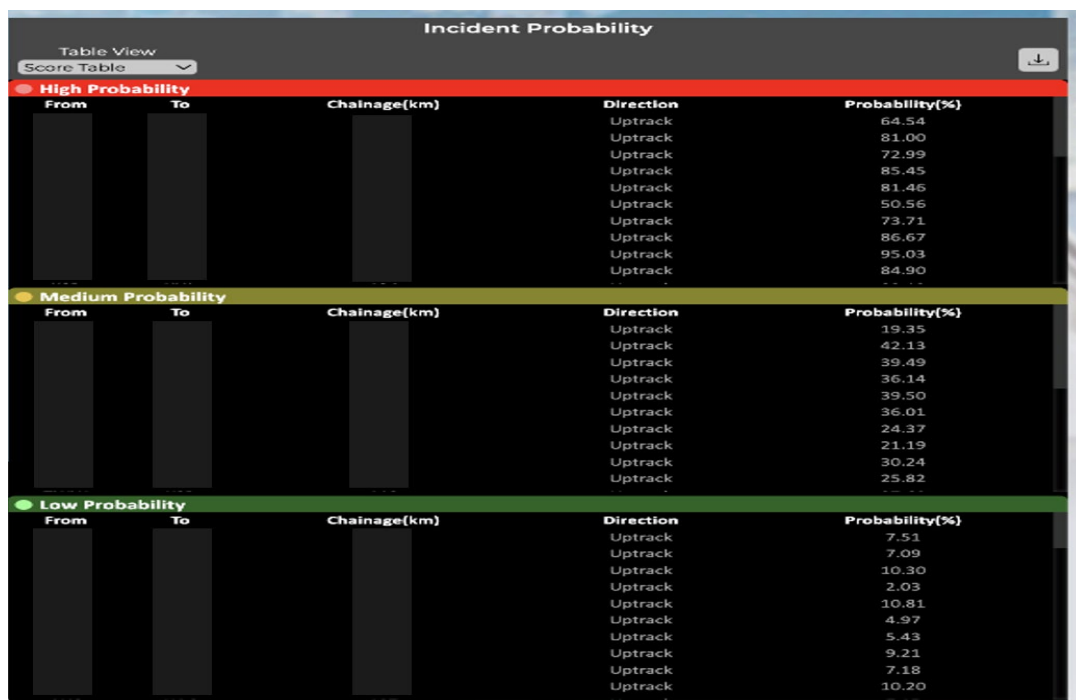 Incident Probability
Table View
Score Table
High Probability
From To Chainage(km) Direction Probability(%)
Uptrack 64.54
Uptrack 81.00
Uptrack 72.99
Uptrack 85.45
Uptrack 81.46
Uptrack 50.56
Uptrack 73.71
Uptrack 86.67
Uptrack 95.03
Uptrack 84.90
Medium Probability
From To Chainage(km) Direction Probability(%)
Uptrack 19.35
Uptrack 42.13
Uptrack 39.49
Uptrack 36.14
Uptrack 39.50
Uptrack 36.01
Uptrack 24.37
Uptrack 21.19
Uptrack 30.24
Uptrack 25.82
Low Probability
From To Chainage(km) Direction Probability(%)
Uptrack 7.51
Uptrack 7.09
Uptrack 10.30
Uptrack 2.03
Uptrack 10.81
Uptrack 4.97
Uptrack 5.43
Uptrack 9.21
Uptrack 7.18
Uptrack 10.20